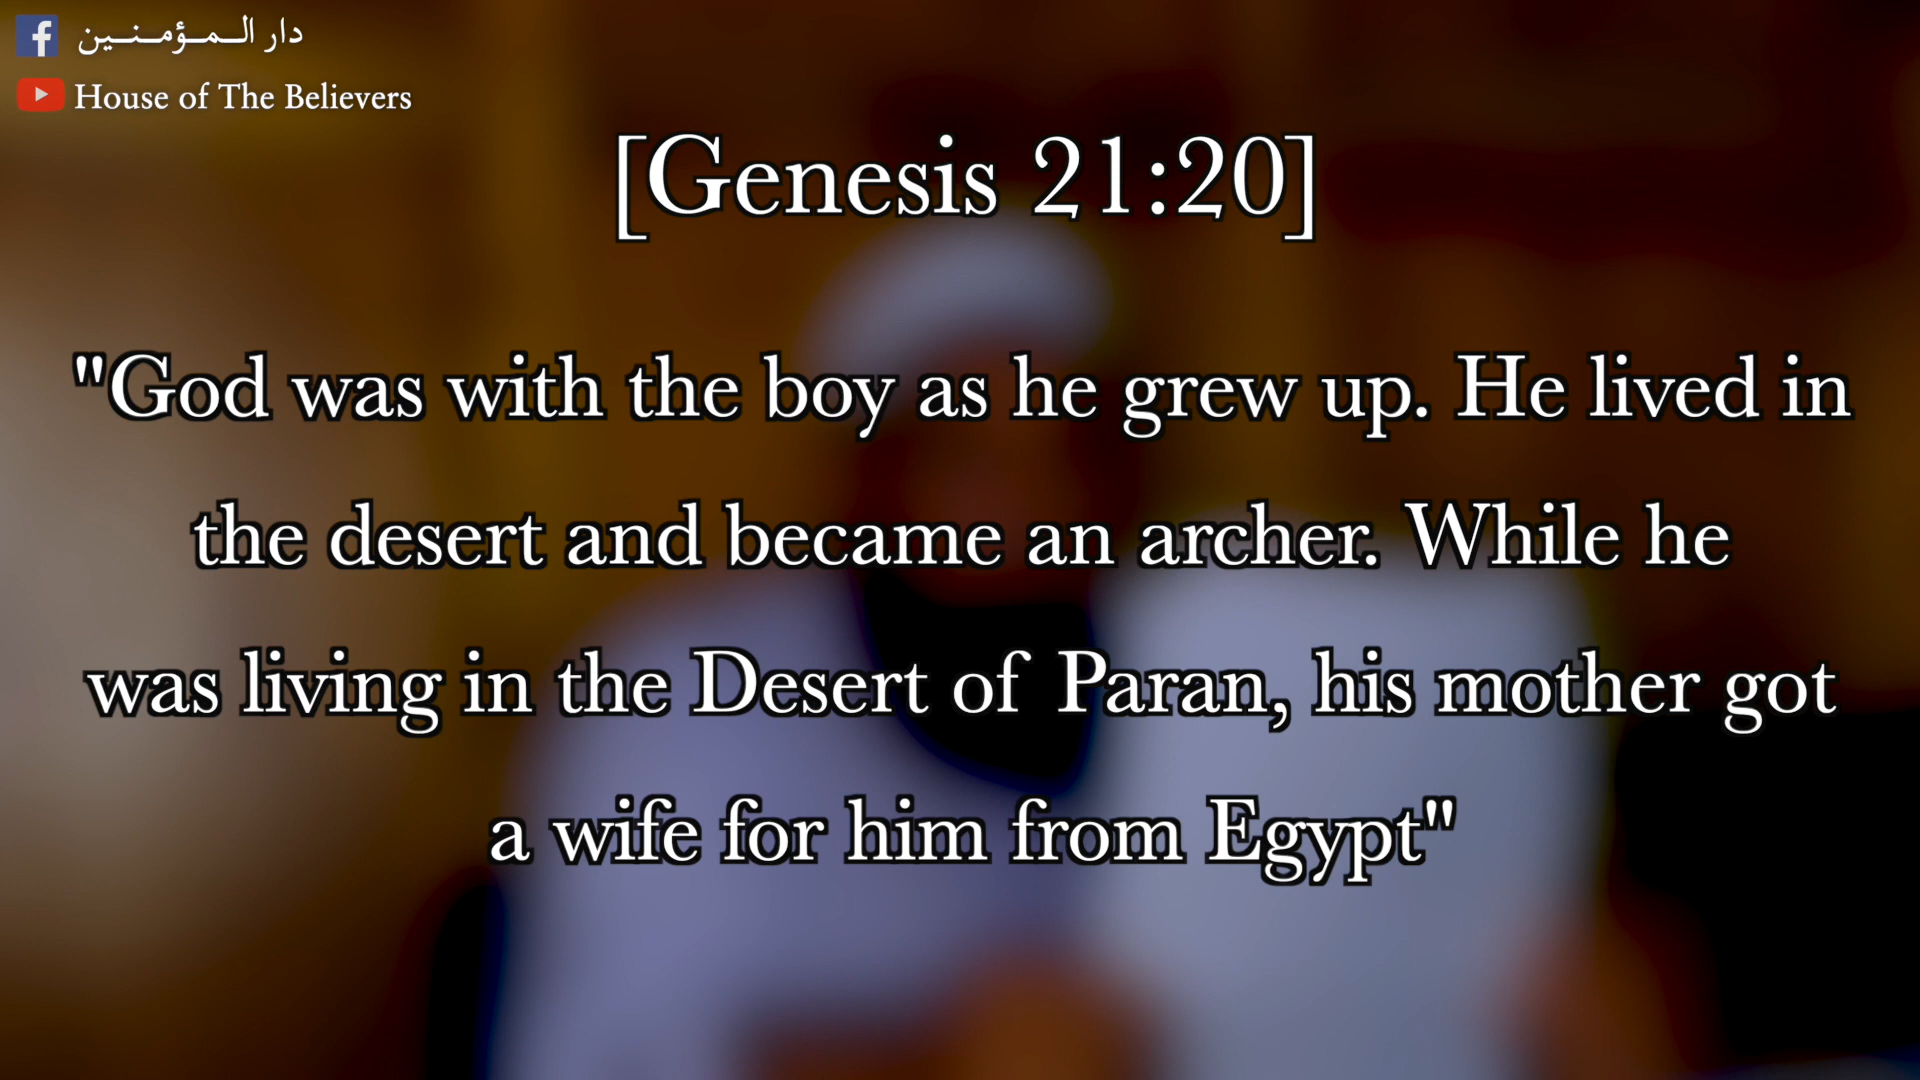 دار الـمـؤمـنـين
House of The Believers
[Genesis 21:20]
"God was with the boy as he grew up. He lived in
the desert and became an archer. While he
was living in the Desert of Paran, his mother got
a wife for him from Egypt"